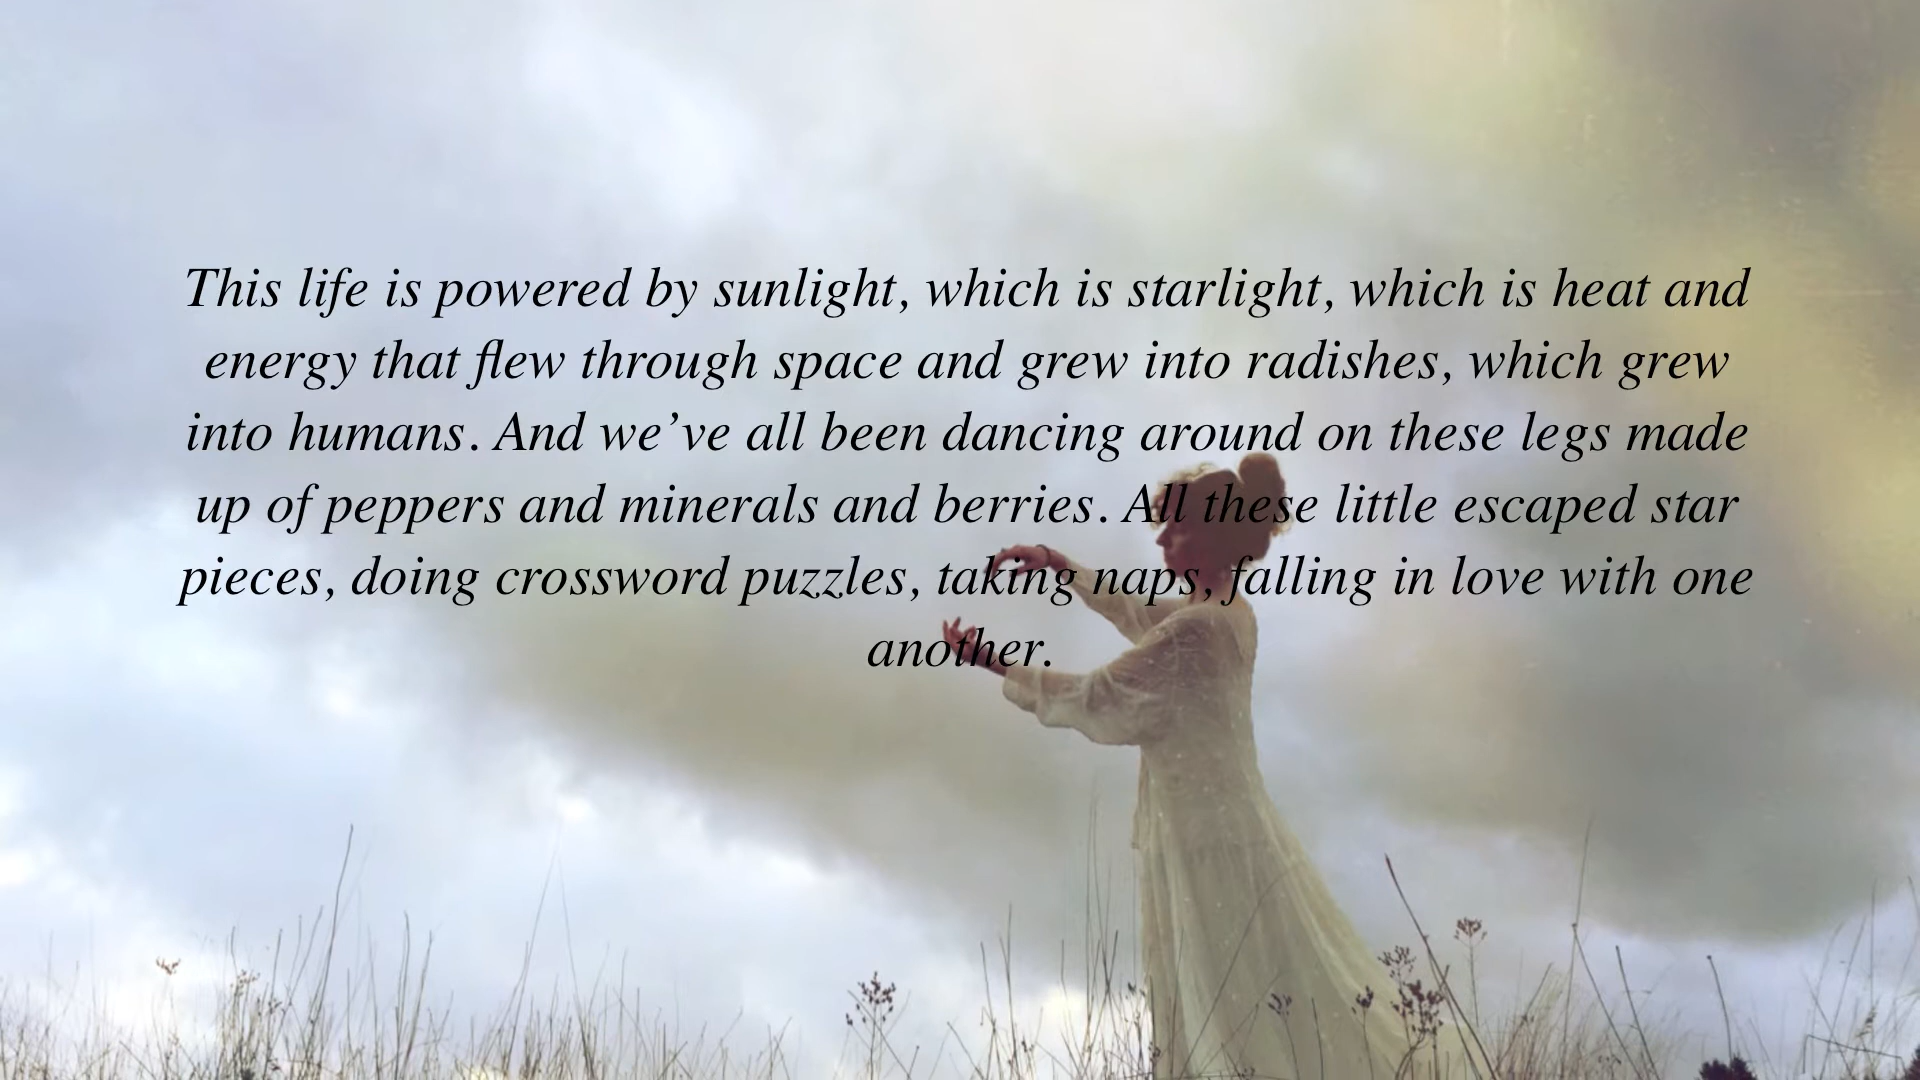 This life is powered by sunlight, which is starlight, which is heat and
energy that flew through space and grew into radishes, which grew
into humans. And we’ve all been dancing around on these legs made
up of peppers and minerals and berries. All these little escaped star
pieces, doing crossword puzzles, taking naps, falling in love with one
another.